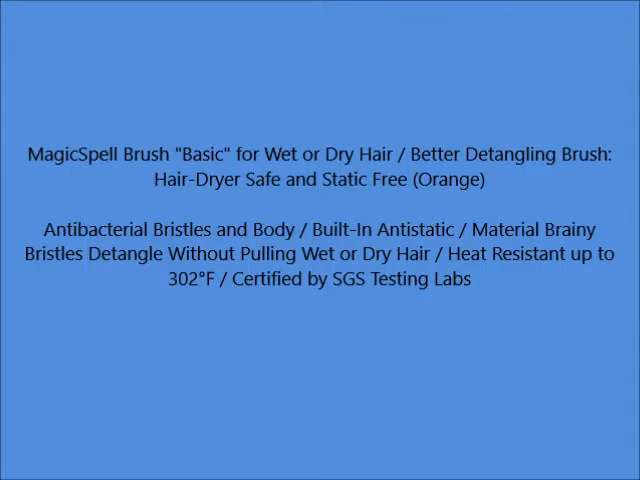 MagicSpell Brush "Basic" for Wet or Dry Hair / Better Detangling Brush:
Hair-Dryer Safe and Static Free (Orange)
Antibacterial Bristles and Body / Built-In Antistatic / Material Brainy
Bristles Detangle Without Pulling Wet or Dry Hair / Heat Resistant up to
302°F / Certified by SGS Testing Labs